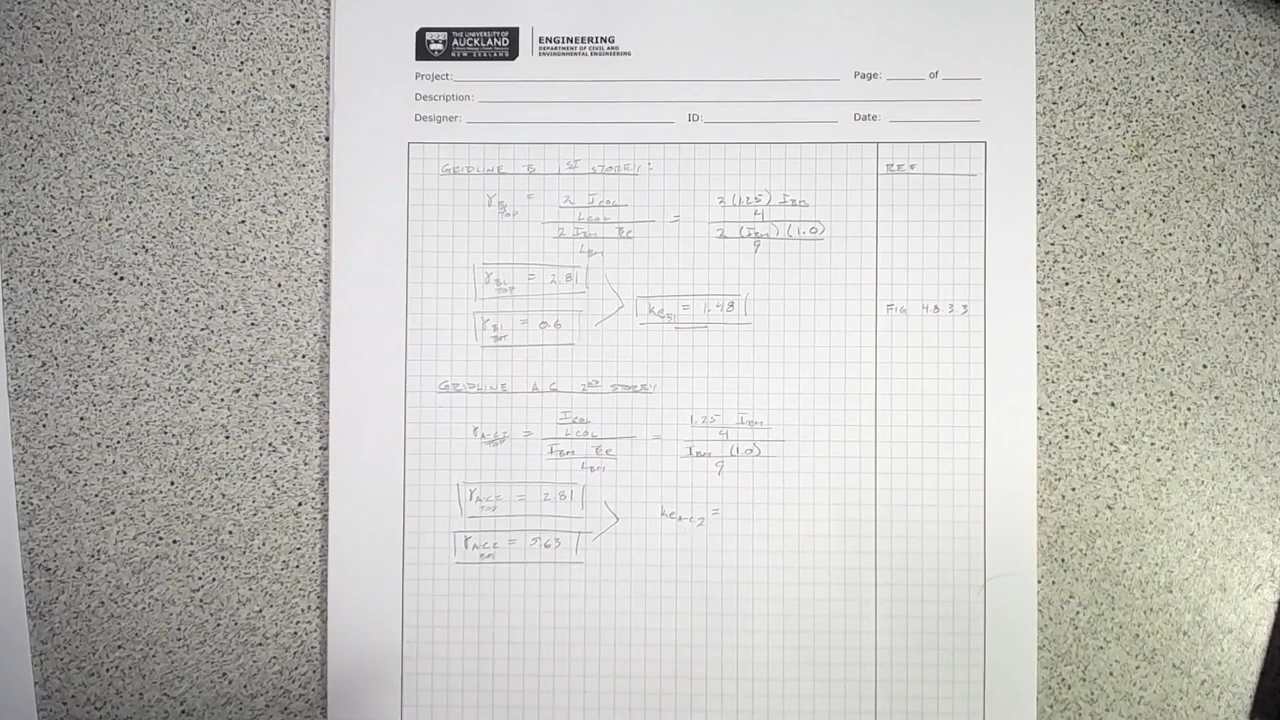 THE UNIVERSITY OF
AUCKLAND
NEW ZEALAND
ENGINEERING
DEPARTMENT OF CIVIL AND
ENVIRONMENTAL ENGINEERING
Project: Page: of
Description:
Designer: ID: Date:
GRIDLINE B 1ST STOREY: REF
γB1 TOP = 2 ICOL / LCOL / 2 IBM βe / LBM = 2 (1.25) IBM / 4 / 2 (IBM) (1.0) / 9
γB1 TOP = 2.81
keB1 = 1.48 FIG 4.8.3.3
γB1 BOT = 0.6
GRIDLINE A C 2ND STOREY
γA-C2 TOP = ICOL / LCOL / IBM βe / LBM = 1.25 IBM / 4 / IBM (1.0) / 9
γA-C2 TOP = 2.81
keA-C2 =
γA-C2 BOT = 5.63